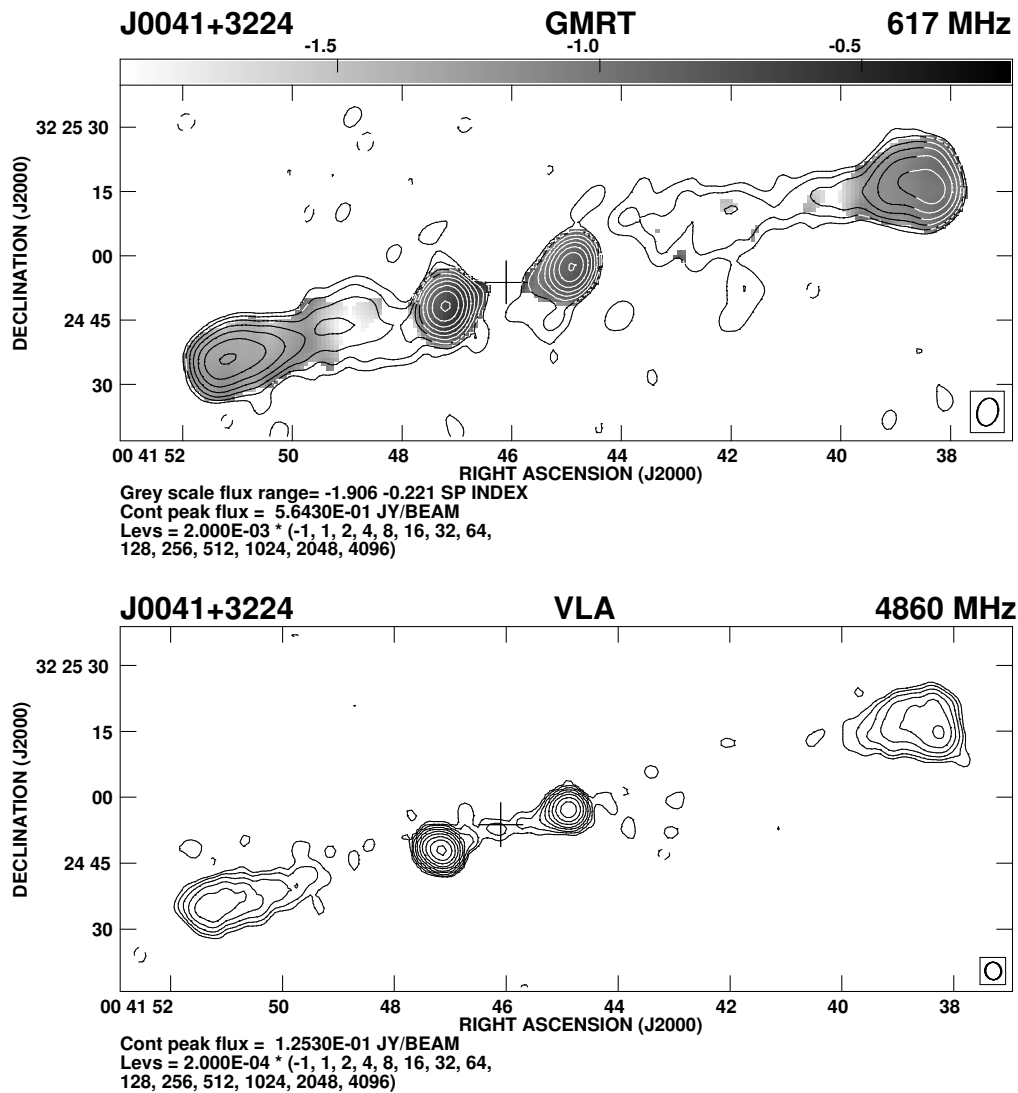 J0041+3224 GMRT 617 MHz
-1.5 -1.0 -0.5
DECLINATION (J2000)
32 25 30
15
00
24 45
30
00 41 52 50 48 46 44 42 40 38
RIGHT ASCENSION (J2000)
Grey scale flux range= -1.906 -0.221 SP INDEX
Cont peak flux = 5.6430E-01 JY/BEAM
Levs = 2.000E-03 * (-1, 1, 2, 4, 8, 16, 32, 64,
128, 256, 512, 1024, 2048, 4096)
J0041+3224 VLA 4860 MHz
DECLINATION (J2000)
32 25 30
15
00
24 45
30
00 41 52 50 48 46 44 42 40 38
RIGHT ASCENSION (J2000)
Cont peak flux = 1.2530E-01 JY/BEAM
Levs = 2.000E-04 * (-1, 1, 2, 4, 8, 16, 32, 64,
128, 256, 512, 1024, 2048, 4096)